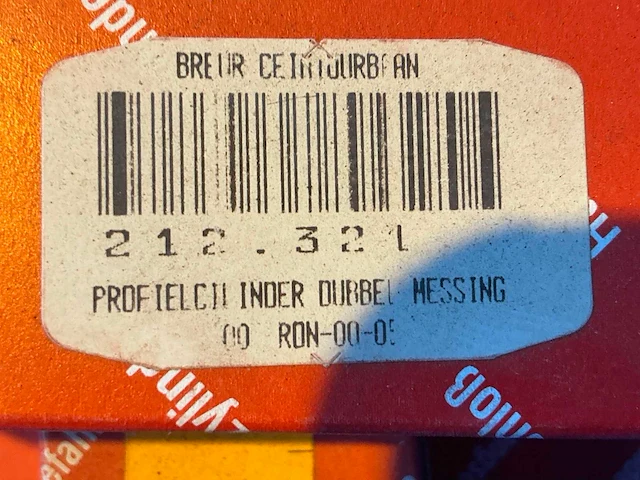 BREUR CEINTUURBAAN
212.321
PROFIELCILINDER DUBBEL MESSING
00 RON-00-05